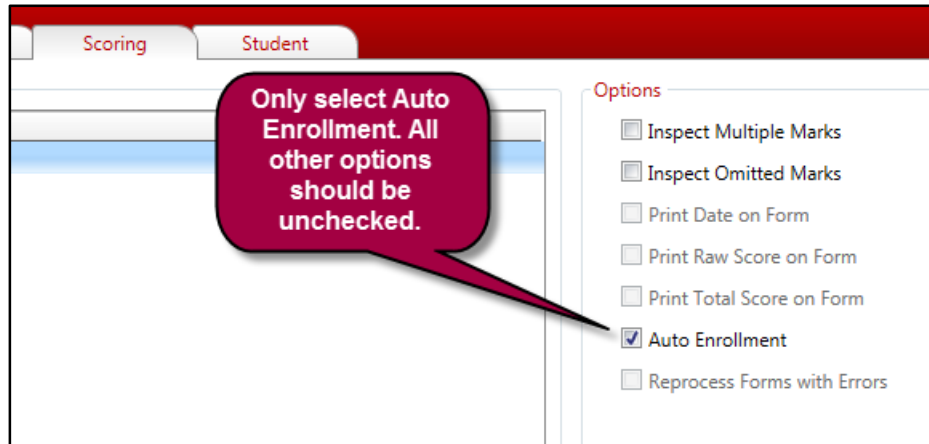 Scoring
Student
Only select Auto
Enrollment. All
other options
should be
unchecked.
Options
Inspect Multiple Marks
Inspect Omitted Marks
Print Date on Form
Print Raw Score on Form
Print Total Score on Form
Auto Enrollment
Reprocess Forms with Errors